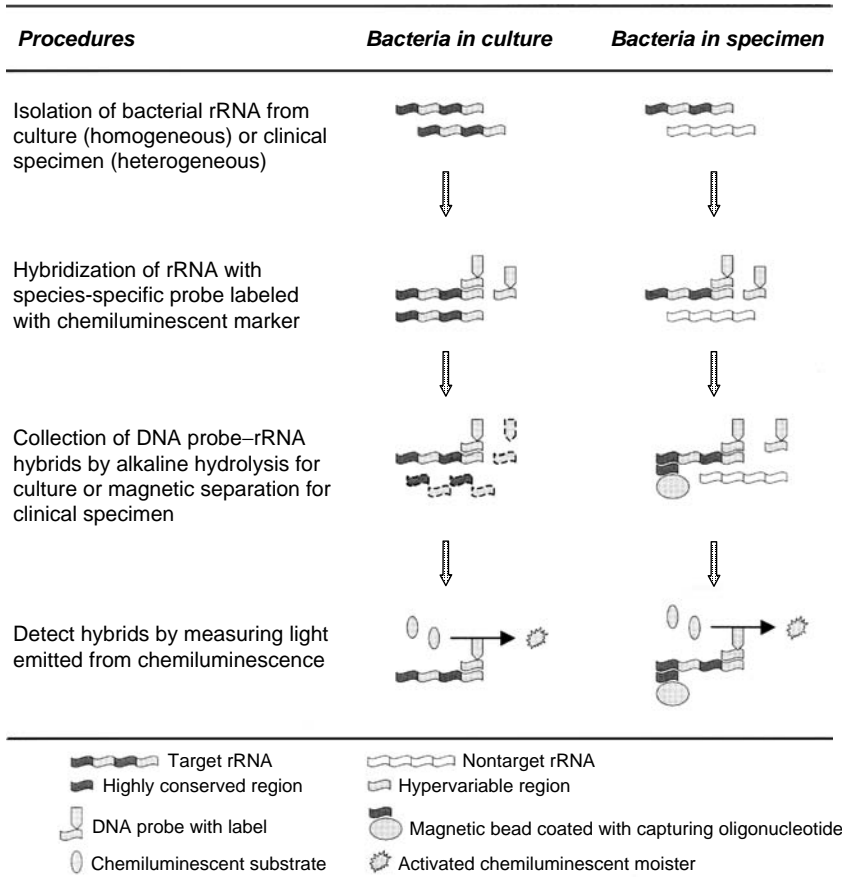 Procedures Bacteria in culture Bacteria in specimen
Isolation of bacterial rRNA from
culture (homogeneous) or clinical
specimen (heterogeneous)
Hybridization of rRNA with
species-specific probe labeled
with chemiluminescent marker
Collection of DNA probe–rRNA
hybrids by alkaline hydrolysis for
culture or magnetic separation for
clinical specimen
Detect hybrids by measuring light
emitted from chemiluminescence
Target rRNA Nontarget rRNA
Highly conserved region Hypervariable region
DNA probe with label Magnetic bead coated with capturing oligonucleotide
Chemiluminescent substrate Activated chemiluminescent moister